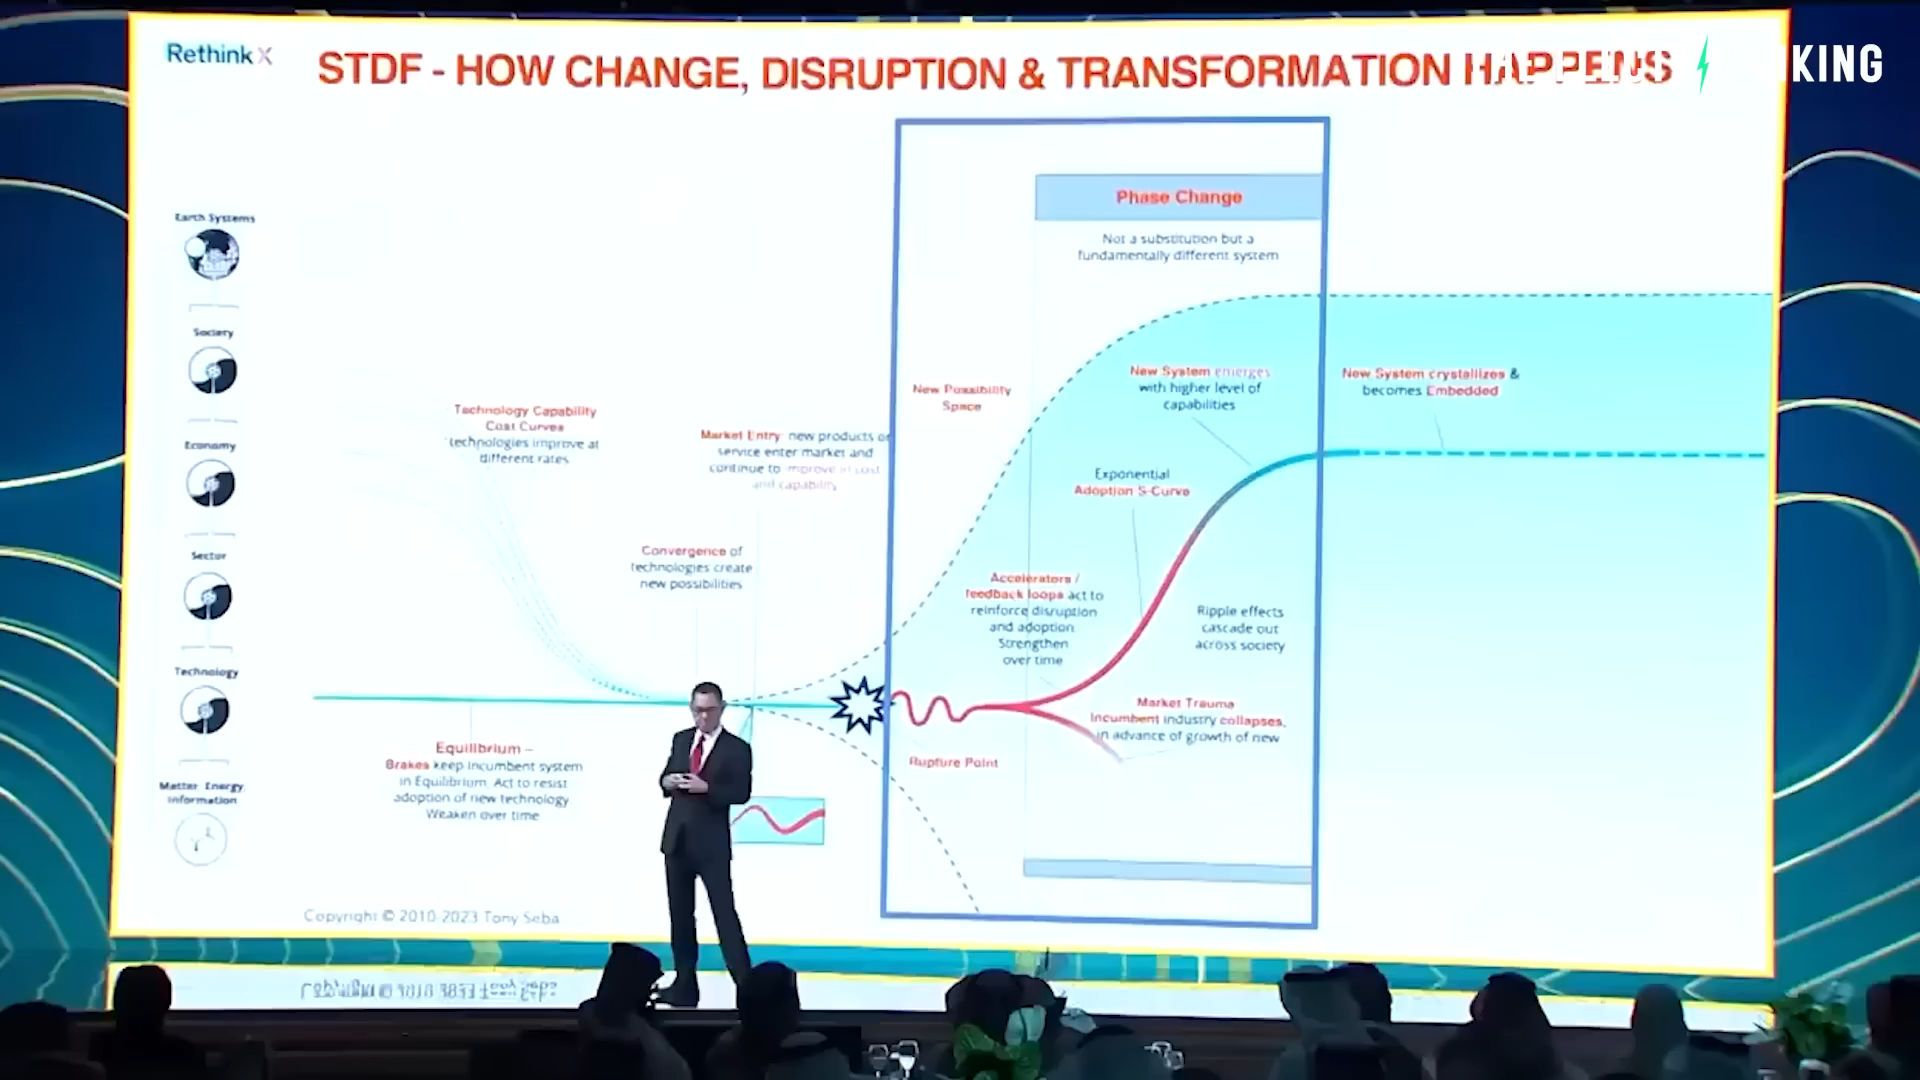 RethinkX
STDF - HOW CHANGE, DISRUPTION & TRANSFORMATION HAPPENS
KING
Phase Change
Not a substitution but a
fundamentally different system
Earth Systems
Society
Economy
Sector
Technology
Matter, Energy,
Information
Technology Capability
Cost Curves
technologies improve at
different rates
Market Entry: new products or
service enter market and
continue to improve in cost
and capability
Convergence of
technologies create
new possibilities
Equilibrium –
Brakes keep incumbent system
in Equilibrium. Act to resist
adoption of new technology
Weaken over time
New Possibility
Space
New System emerges
with higher level of
capabilities
New System crystallizes &
becomes Embedded
Exponential
Adoption S-Curve
Accelerators /
feedback loops act to
reinforce disruption
and adoption.
Strengthen
over time
Ripple effects
cascade out
across society
Market Trauma
Incumbent industry collapses,
in advance of growth of new
Rupture Point
Copyright © 2010-2023 Tony Seba